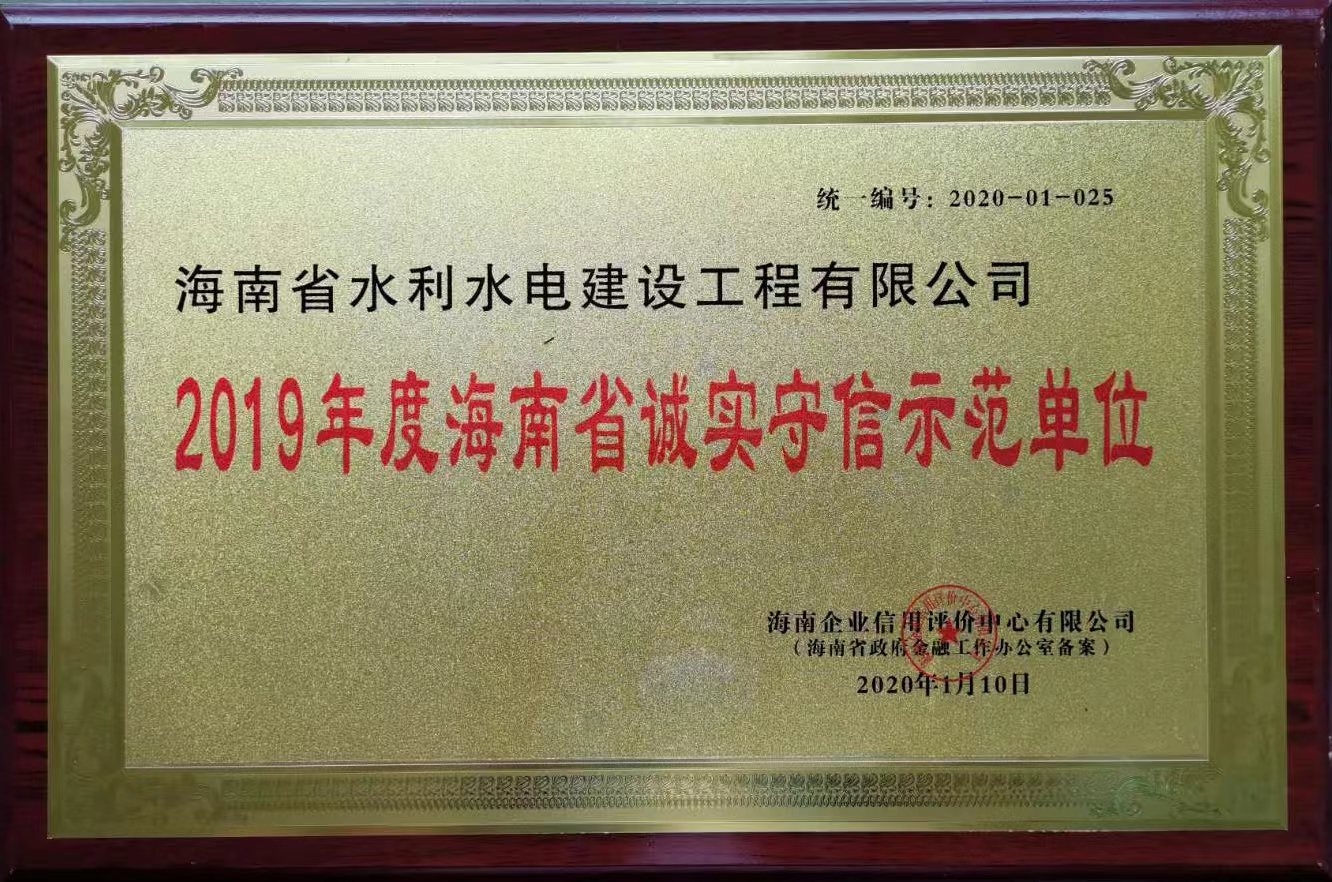 统一编号：2020-01-025
海南省水利水电建设工程有限公司
2019年度海南省诚实守信示范单位
海南企业信用评价中心有限公司
（海南省政府金融工作办公室备案）
2020年1月10日